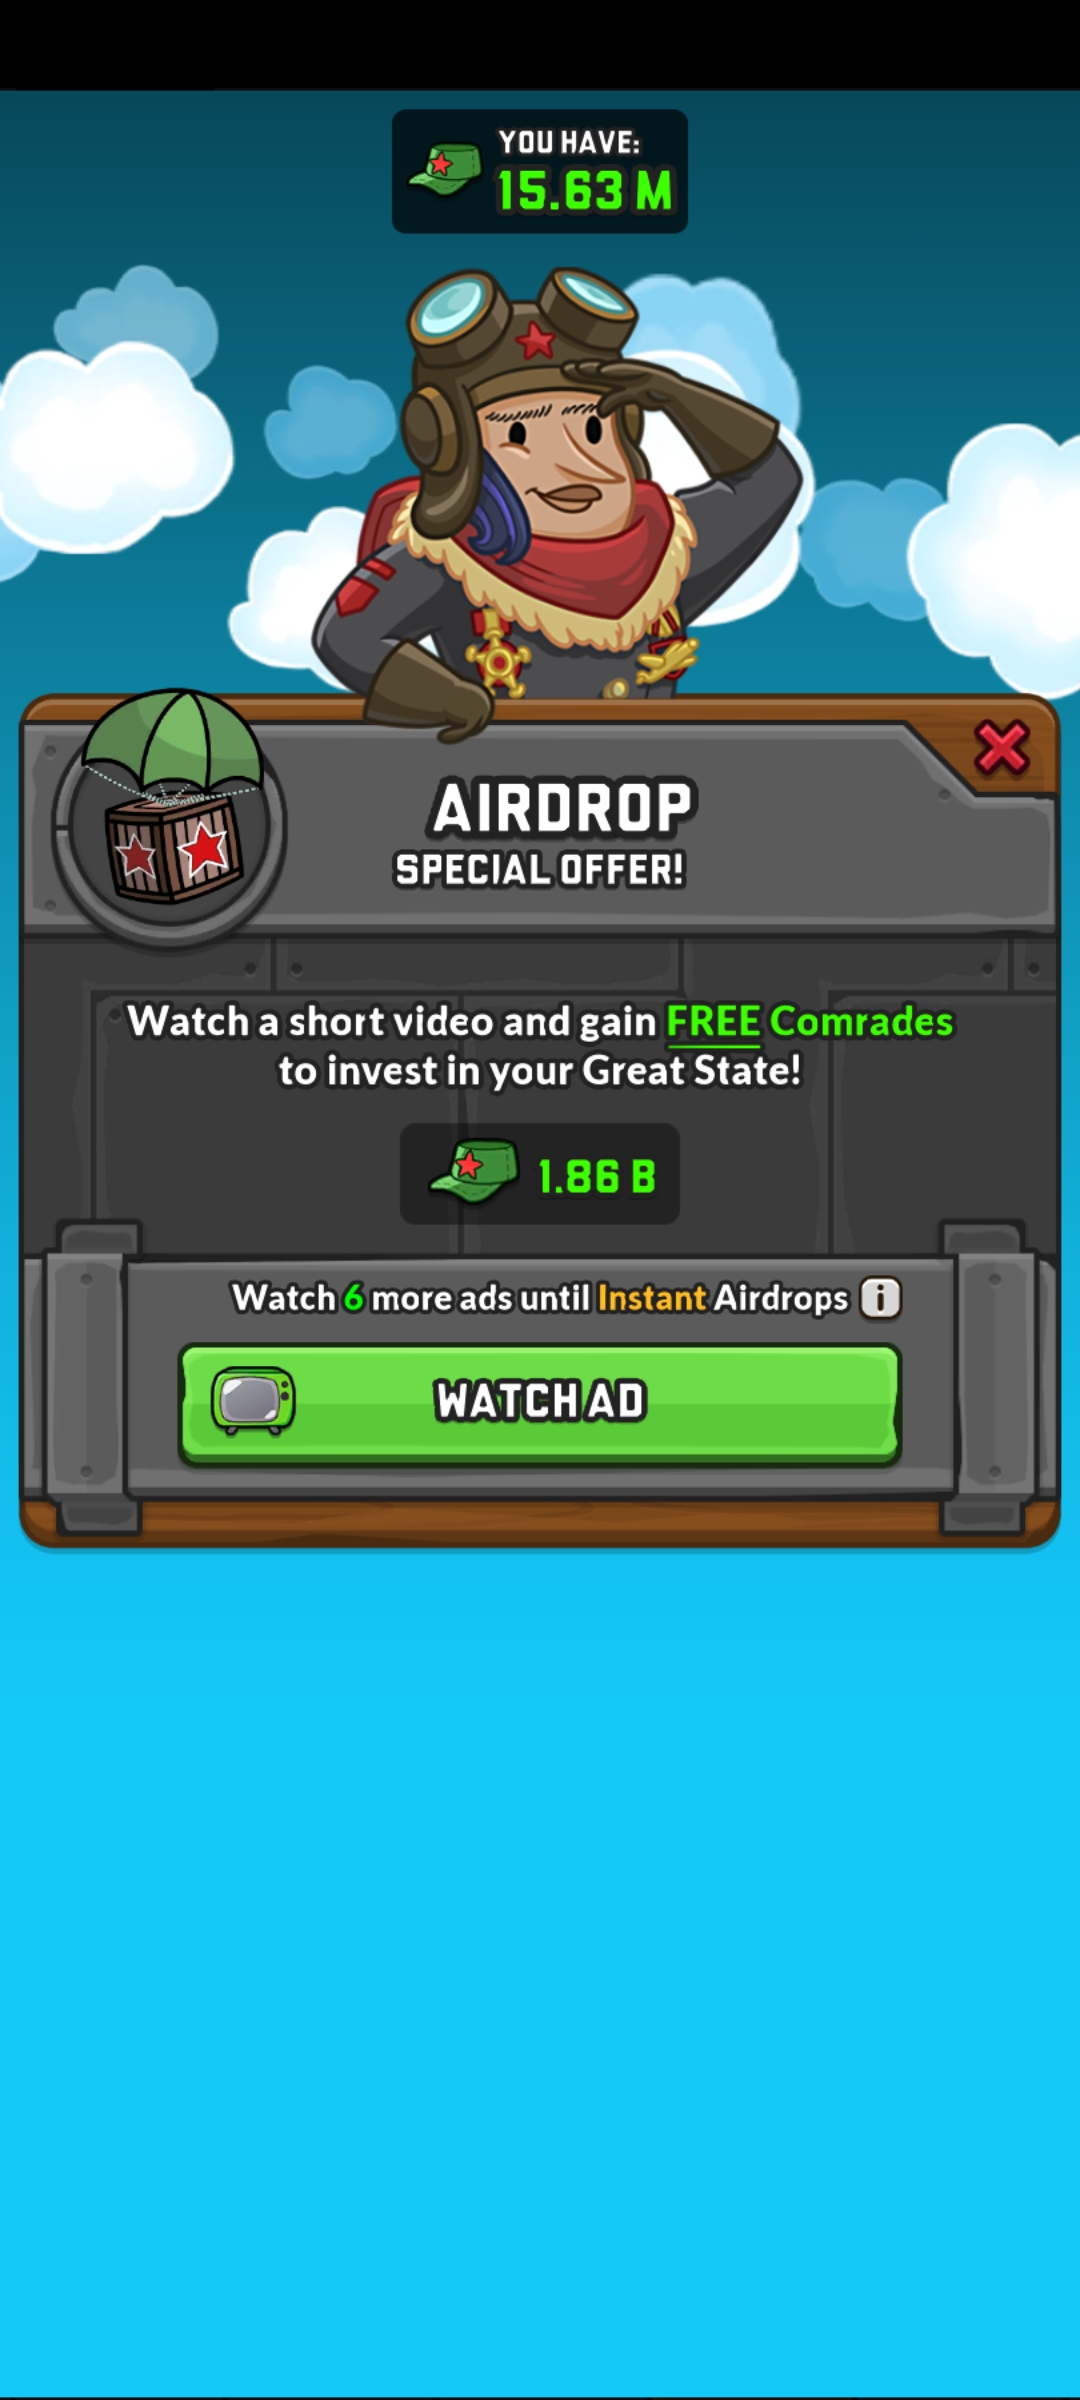 YOU HAVE:
15.63 M
AIRDROP
SPECIAL OFFER!
Watch a short video and gain FREE Comrades
to invest in your Great State!
1.86 B
Watch 6 more ads until Instant Airdrops i
WATCH AD